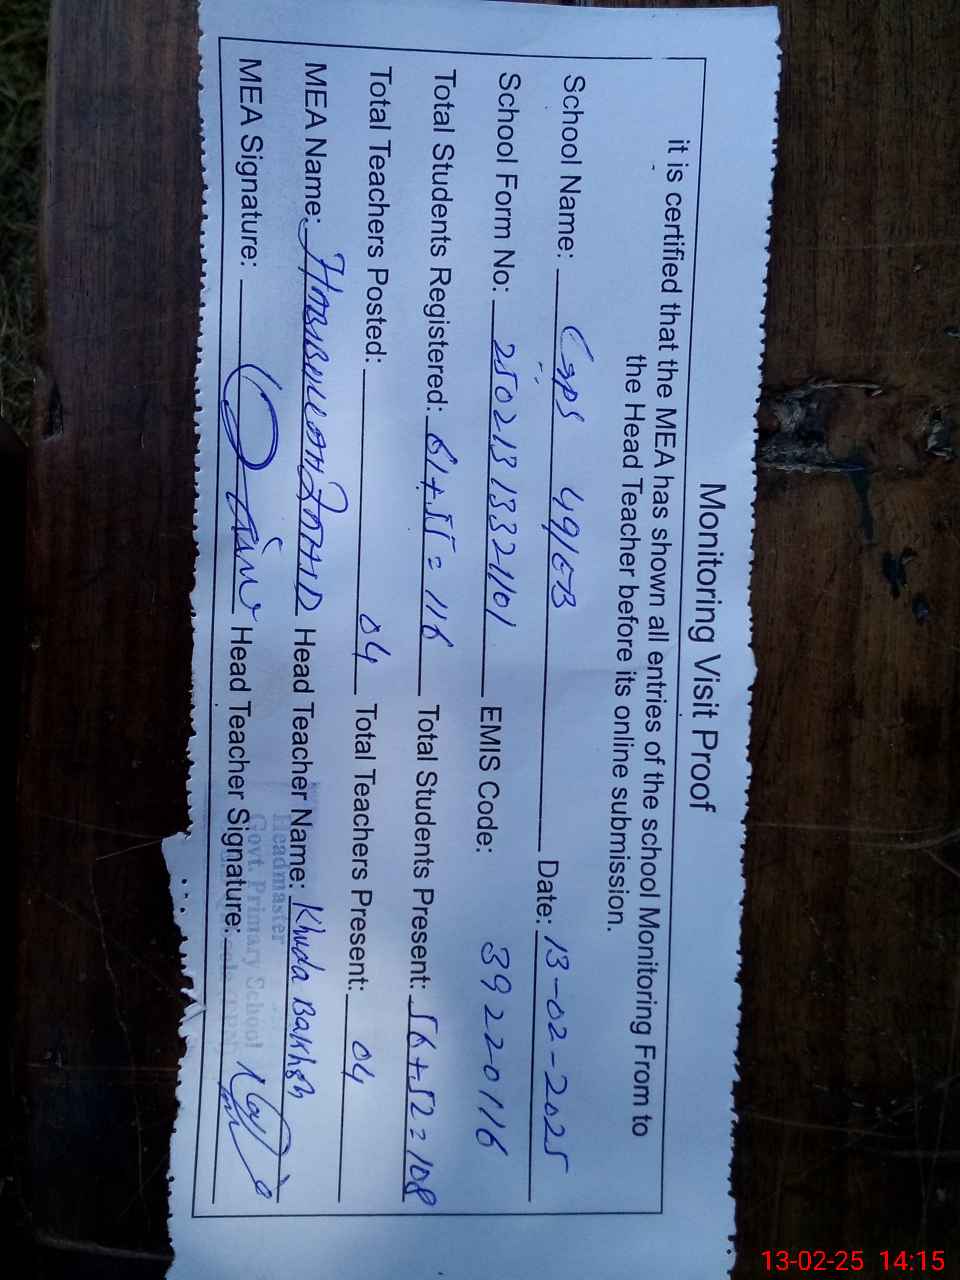 Monitoring Visit Proof
it is certified that the MEA has shown all entries of the school Monitoring From to
the Head Teacher before its online submission.
School Name: GPS 49/EB Date: 13-02-2025
School Form No: 25021313321101 EMIS Code: 39220116
Total Students Registered: 61+55=116 Total Students Present: 56+52=108
Total Teachers Posted: 04 Total Teachers Present: 04
MEA Name: Head Teacher Name: Khuda Bakhsh
MEA Signature: Head Teacher Signature:
Headmaster
Govt. Primary School
13-02-25 14:15